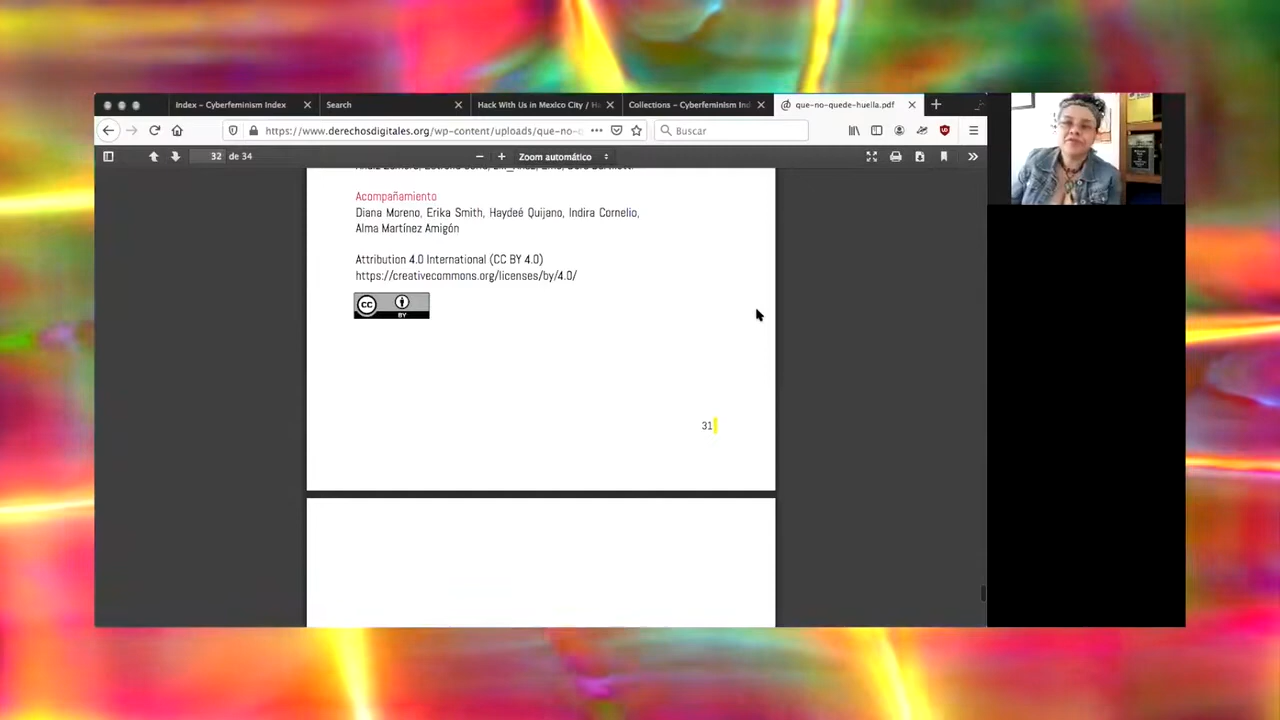 Index – Cyberfeminism Index
Search
Hack With Us in Mexico City / Ha
Collections – Cyberfeminism Ind
que-no-quede-huella.pdf
https://www.derechosdigitales.org/wp-content/uploads/que-no-q
Buscar
32 de 34
Zoom automático
Acompañamiento
Diana Moreno, Erika Smith, Haydeé Quijano, Indira Cornelio,
Alma Martínez Amigón
Attribution 4.0 International (CC BY 4.0)
https://creativecommons.org/licenses/by/4.0/
CC
BY
31